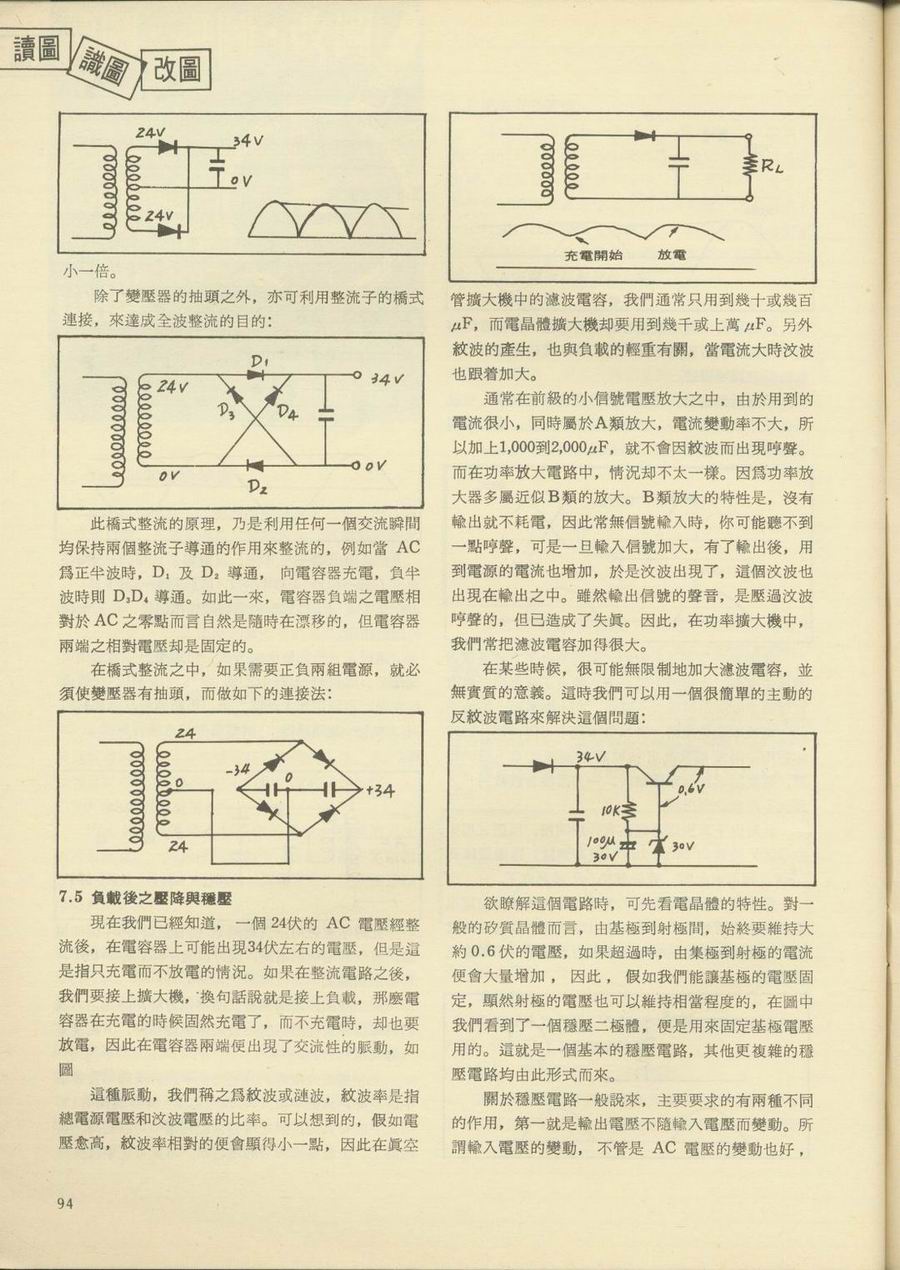 讀圖
識圖
改圖
24V
34V
0V
24V
小一倍。
除了變壓器的抽頭之外，亦可利用整流子的橋式
連接，來達成全波整流的目的：
D1
24V
34V
D3
D4
0V
0V
D2
此橋式整流的原理，乃是利用任何一個交流瞬間
均保持兩個整流子導通的作用來整流的，例如當 AC
爲正半波時，D₁ 及 D₂ 導通， 向電容器充電，負半
波時則 D₃D₄ 導通。如此一來，電容器負端之電壓相
對於 AC 之零點而言自然是隨時在漂移的，但電容器
兩端之相對電壓却是固定的。
在橋式整流之中，如果需要正負兩組電源，就必
須使變壓器有抽頭，而做如下的連接法：
24
-34
0
0
+34
24
7.5 負載後之壓降與穩壓
現在我們已經知道， 一個 24伏的 AC 電壓經整
流後，在電容器上可能出現34伏左右的電壓，但是這
是指只充電而不放電的情況。如果在整流電路之後，
我們要接上擴大機，換句話說就是接上負載，那麼電
容器在充電的時候固然充電了，而不充電時，却也要
放電，因此在電容器兩端便出現了交流性的脈動，如
圖
這種脈動，我們稱之爲紋波或漣波，紋波率是指
總電源電壓和汶波電壓的比率。可以想到的，假如電
壓愈高，紋波率相對的便會顯得小一點，因此在眞空
94
RL
充電開始
放電
管擴大機中的濾波電容，我們通常只用到幾十或幾百
μF，而電晶體擴大機却要用到幾千或上萬 μF。另外
紋波的產生，也與負載的輕重有關，當電流大時汶波
也跟着加大。
通常在前級的小信號電壓放大之中，由於用到的
電流很小，同時屬於A類放大，電流變動率不大，所
以加上1,000到2,000μF，就不會因紋波而出現哼聲。
而在功率放大電路中，情況却不太一樣。因爲功率放
大器多屬近似B類的放大。B類放大的特性是，沒有
輸出就不耗電，因此常無信號輸入時，你可能聽不到
一點哼聲，可是一旦輸入信號加大，有了輸出後，用
到電源的電流也增加，於是汶波出現了，這個汶波也
出現在輸出之中。雖然輸出信號的聲音，是壓過汶波
哼聲的，但已造成了失眞。因此，在功率擴大機中，
我們常把濾波電容加得很大。
在某些時候，很可能無限制地加大濾波電容，並
無實質的意義。這時我們可以用一個很簡單的主動的
反紋波電路來解決這個問題：
34V
0.6V
10K
100μ
30V
30V
欲瞭解這個電路時，可先看電晶體的特性。對一
般的矽質晶體而言，由基極到射極間，始終要維持大
約 0.6 伏的電壓，如果超過時，由集極到射極的電流
便會大量增加 ， 因此 ， 假如我們能讓基極的電壓固
定，顯然射極的電壓也可以維持相當程度的，在圖中
我們看到了一個穩壓二極體，便是用來固定基極電壓
用的。這就是一個基本的穩壓電路，其他更複雜的穩
壓電路均由此形式而來。
關於穩壓電路一般說來，主要要求的有兩種不同
的作用，第一就是輸出電壓不隨輸入電壓而變動。所
謂輸入電壓的變動， 不管是 AC 電壓的變動也好，